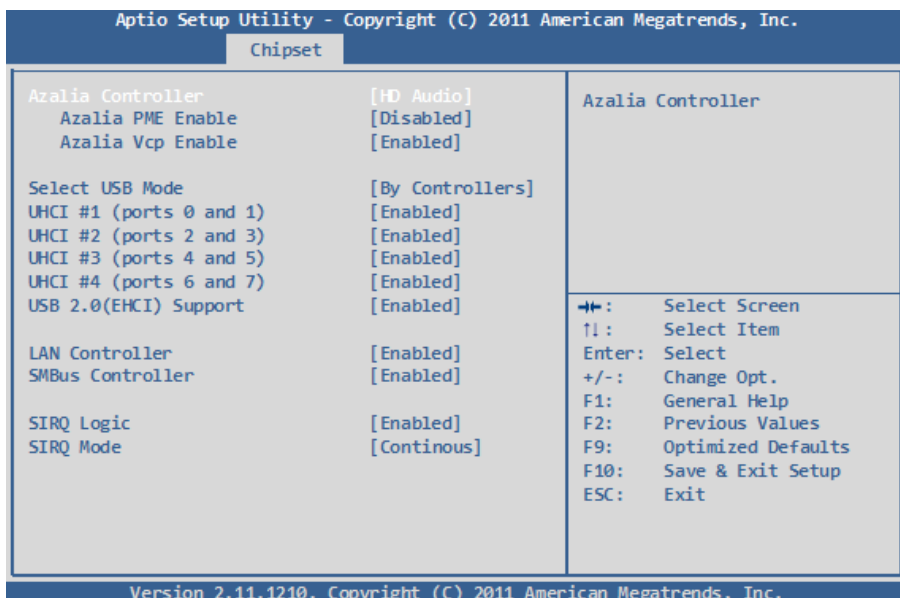 Aptio Setup Utility - Copyright (C) 2011 American Megatrends, Inc.
Chipset
Azalia Controller [HD Audio]
Azalia PME Enable [Disabled]
Azalia Vcp Enable [Enabled]
Select USB Mode [By Controllers]
UHCI #1 (ports 0 and 1) [Enabled]
UHCI #2 (ports 2 and 3) [Enabled]
UHCI #3 (ports 4 and 5) [Enabled]
UHCI #4 (ports 6 and 7) [Enabled]
USB 2.0(EHCI) Support [Enabled]
LAN Controller [Enabled]
SMBus Controller [Enabled]
SIRQ Logic [Enabled]
SIRQ Mode [Continous]
Azalia Controller
→←: Select Screen
↑↓: Select Item
Enter: Select
+/-: Change Opt.
F1: General Help
F2: Previous Values
F9: Optimized Defaults
F10: Save & Exit Setup
ESC: Exit
Version 2.11.1210. Copyright (C) 2011 American Megatrends, Inc.